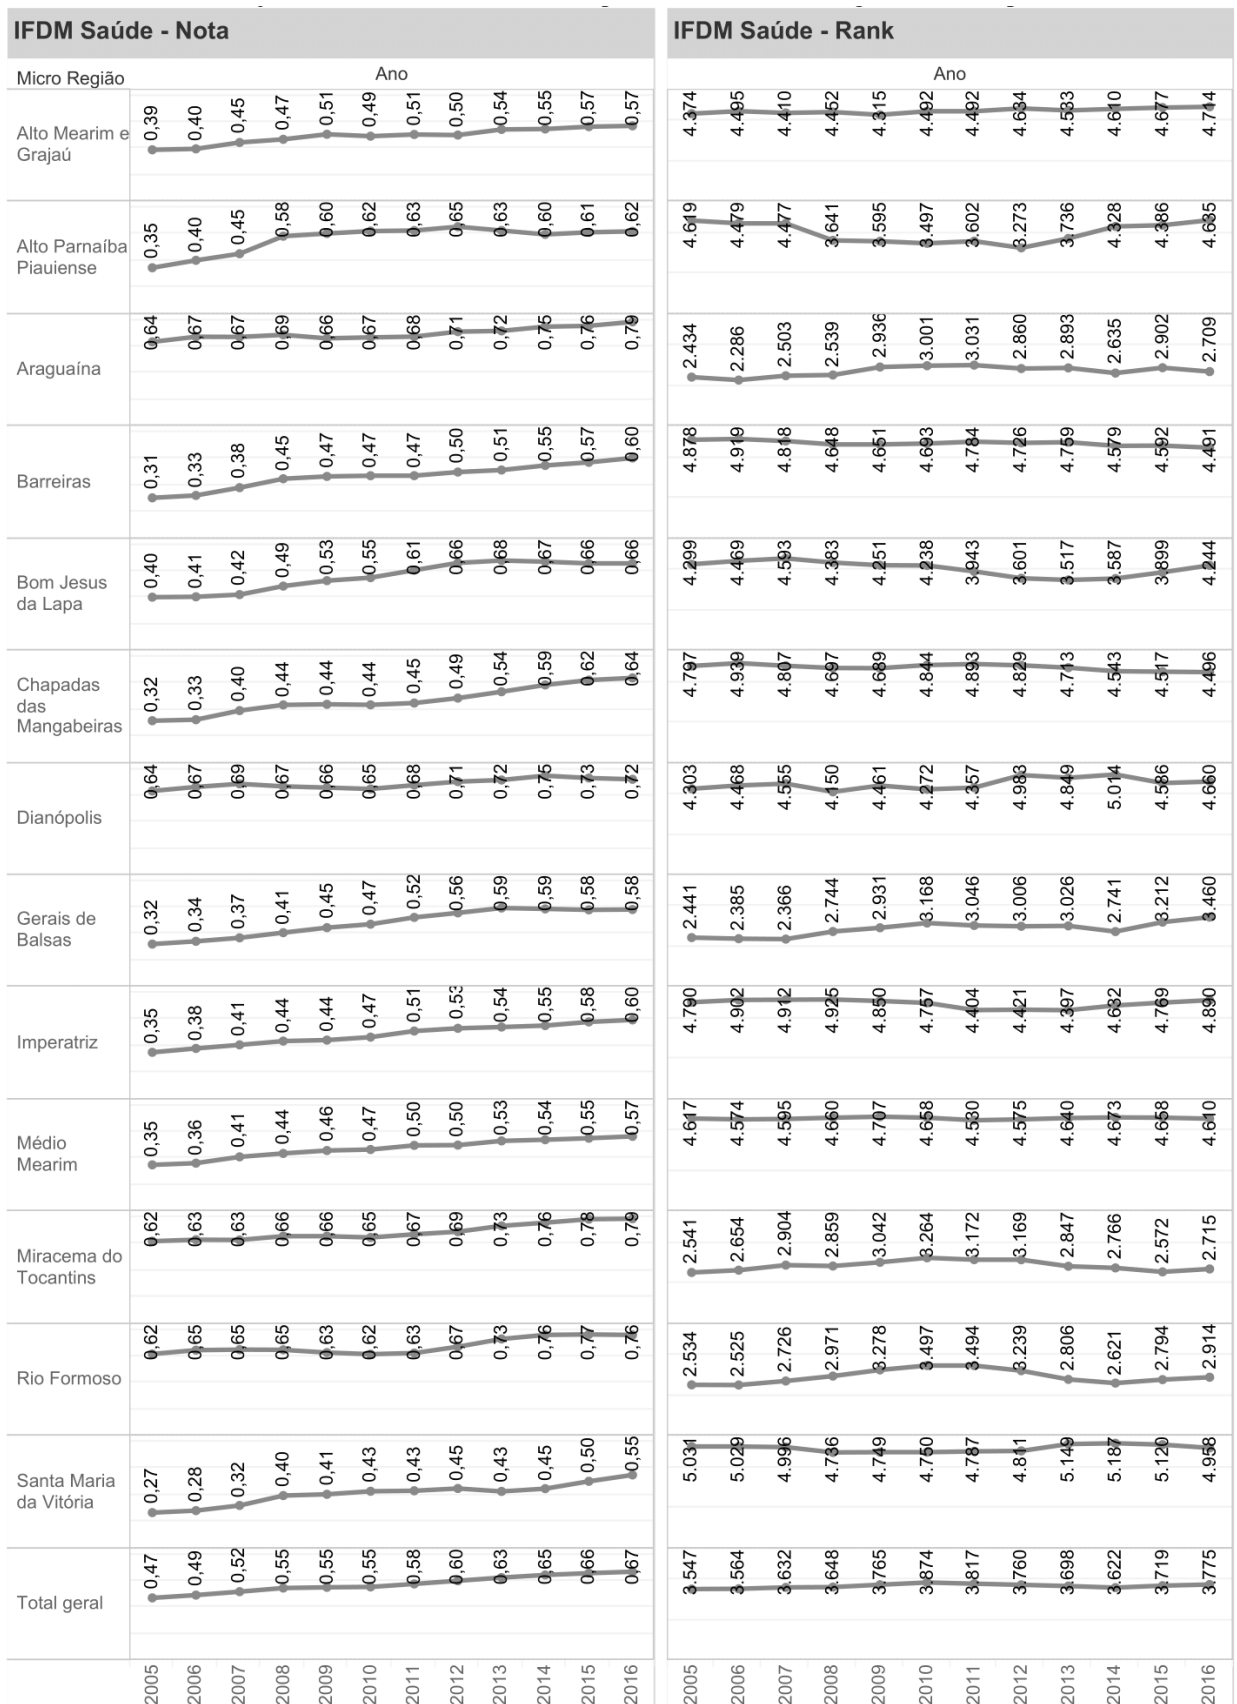 IFDM Saúde - Nota
IFDM Saúde - Rank
Micro Região
Ano
Ano
Alto Mearim e
Grajaú
0,39 0,40 0,45 0,47 0,51 0,49 0,51 0,50 0,54 0,55 0,57 0,57
4.374 4.495 4.410 4.452 4.315 4.492 4.492 4.634 4.533 4.610 4.677 4.714
Alto Parnaíba
Piauiense
0,35 0,40 0,45 0,58 0,60 0,62 0,63 0,65 0,63 0,60 0,61 0,62
4.619 4.479 4.477 3.641 3.595 3.497 3.602 3.273 3.736 4.328 4.386 4.635
Araguaína
0,64 0,67 0,67 0,69 0,66 0,67 0,68 0,71 0,72 0,75 0,76 0,79
2.434 2.286 2.503 2.539 2.936 3.001 3.031 2.860 2.893 2.635 2.902 2.709
Barreiras
0,31 0,33 0,38 0,45 0,47 0,47 0,47 0,50 0,51 0,55 0,57 0,60
4.878 4.919 4.818 4.648 4.651 4.693 4.784 4.726 4.759 4.579 4.592 4.491
Bom Jesus
da Lapa
0,40 0,41 0,42 0,49 0,53 0,55 0,61 0,66 0,68 0,67 0,66 0,66
4.299 4.469 4.593 4.383 4.251 4.238 3.943 3.601 3.517 3.587 3.899 4.244
Chapadas
das
Mangabeiras
0,32 0,33 0,40 0,44 0,44 0,44 0,45 0,49 0,54 0,59 0,62 0,64
4.797 4.939 4.807 4.697 4.689 4.844 4.893 4.829 4.713 4.543 4.517 4.496
Dianópolis
0,64 0,67 0,69 0,67 0,66 0,65 0,68 0,71 0,72 0,75 0,73 0,72
4.303 4.468 4.555 4.150 4.461 4.272 4.357 4.983 4.849 5.014 4.586 4.660
Gerais de
Balsas
0,32 0,34 0,37 0,41 0,45 0,47 0,52 0,56 0,59 0,59 0,58 0,58
2.441 2.385 2.366 2.744 2.931 3.168 3.046 3.006 3.026 2.741 3.212 3.460
Imperatriz
0,35 0,38 0,41 0,44 0,44 0,47 0,51 0,53 0,54 0,55 0,58 0,60
4.790 4.902 4.912 4.925 4.850 4.757 4.404 4.421 4.397 4.632 4.769 4.890
Médio
Mearim
0,35 0,36 0,41 0,44 0,46 0,47 0,50 0,50 0,53 0,54 0,55 0,57
4.617 4.574 4.595 4.660 4.707 4.658 4.530 4.575 4.640 4.673 4.658 4.610
Miracema do
Tocantins
0,62 0,63 0,63 0,66 0,66 0,65 0,67 0,69 0,73 0,76 0,78 0,79
2.541 2.654 2.904 2.859 3.042 3.264 3.172 3.169 2.847 2.766 2.572 2.715
Rio Formoso
0,62 0,65 0,65 0,65 0,63 0,62 0,63 0,67 0,73 0,76 0,77 0,76
2.534 2.525 2.726 2.971 3.278 3.497 3.494 3.239 2.806 2.621 2.794 2.914
Santa Maria
da Vitória
0,27 0,28 0,32 0,40 0,41 0,43 0,43 0,45 0,43 0,45 0,50 0,55
5.031 5.029 4.996 4.736 4.749 4.750 4.787 4.811 5.149 5.187 5.120 4.958
Total geral
0,47 0,49 0,52 0,55 0,55 0,55 0,58 0,60 0,63 0,65 0,66 0,67
3.547 3.564 3.632 3.648 3.765 3.874 3.817 3.760 3.698 3.622 3.719 3.775
2005 2006 2007 2008 2009 2010 2011 2012 2013 2014 2015 2016
2005 2006 2007 2008 2009 2010 2011 2012 2013 2014 2015 2016